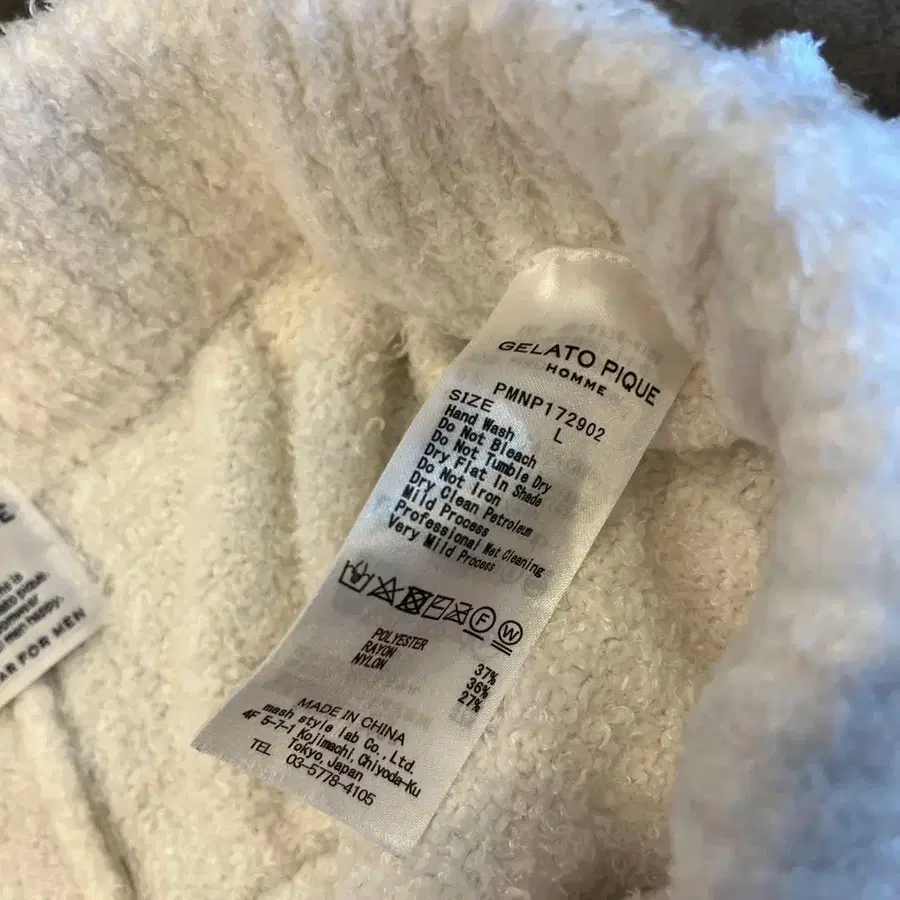 GELATO PIQUE
HOMME
PMNP172902
SIZE L
Hand Wash
Do Not Bleach
Do Not Tumble Dry
Dry Flat In Shade
Do Not Iron
Dry Clean Petroleum
Mild Process
Professional Wet Cleaning
Very Mild Process
F W
POLYESTER 37%
RAYON 36%
NYLON 27%
MADE IN CHINA
mash style lab Co., Ltd.
4F 5-7-1 Kojimachi, Chiyoda-Ku
Tokyo, Japan
TEL 03-5778-4105
E
FOR MEN